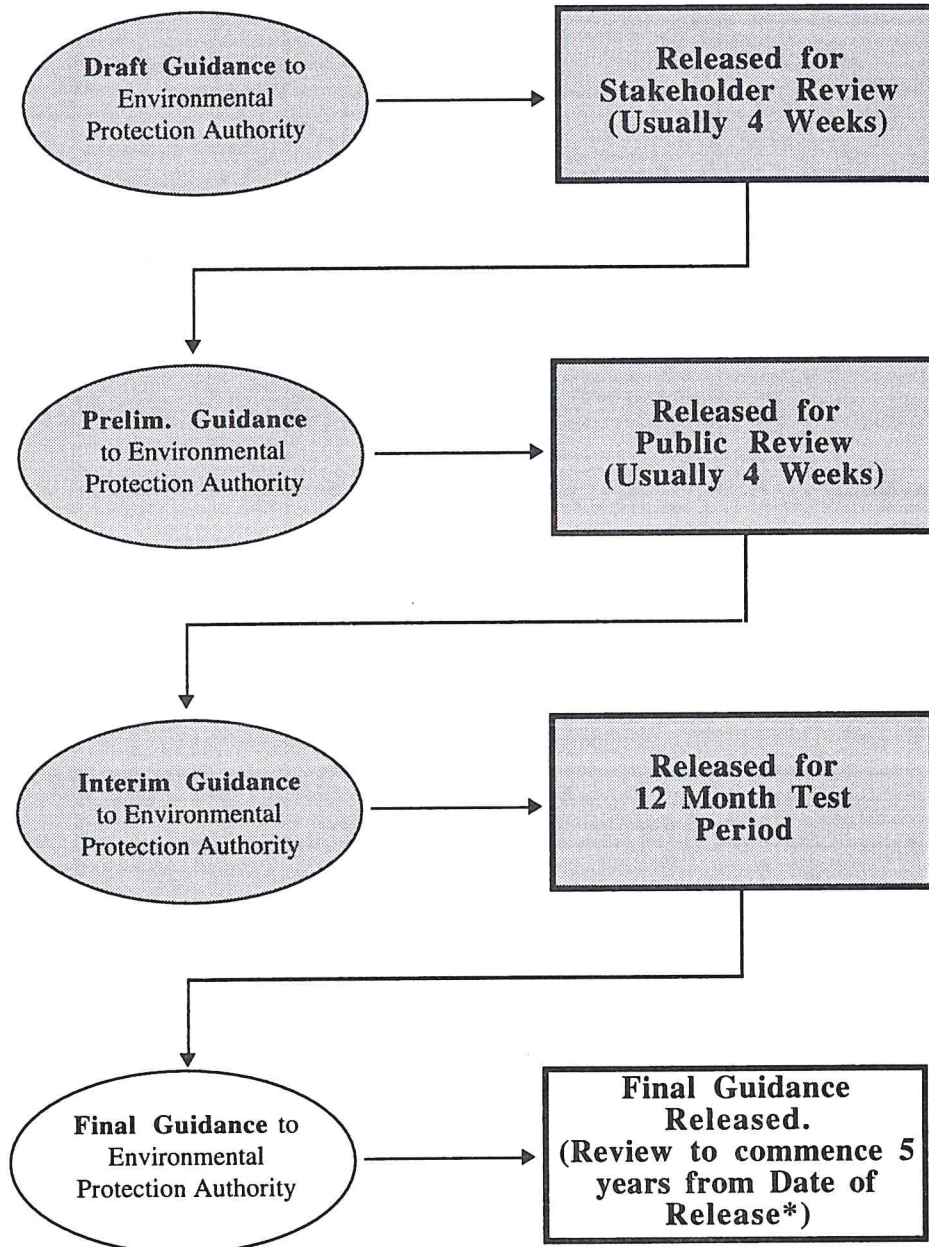 Draft Guidance to
Environmental
Protection Authority
Released for
Stakeholder Review
(Usually 4 Weeks)
Prelim. Guidance
to Environmental
Protection Authority
Released for
Public Review
(Usually 4 Weeks)
Interim Guidance
to Environmental
Protection Authority
Released for
12 Month Test
Period
Final Guidance to
Environmental
Protection Authority
Final Guidance
Released.
(Review to commence 5
years from Date of
Release*)